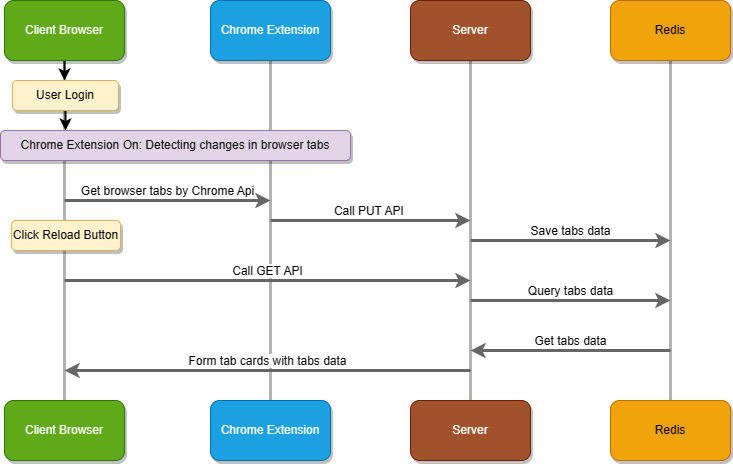 Client Browser
Chrome Extension
Server
Redis
User Login
Chrome Extension On: Detecting changes in browser tabs
Get browser tabs by Chrome Api
Call PUT API
Save tabs data
Click Reload Button
Call GET API
Query tabs data
Get tabs data
Form tab cards with tabs data
Client Browser
Chrome Extension
Server
Redis